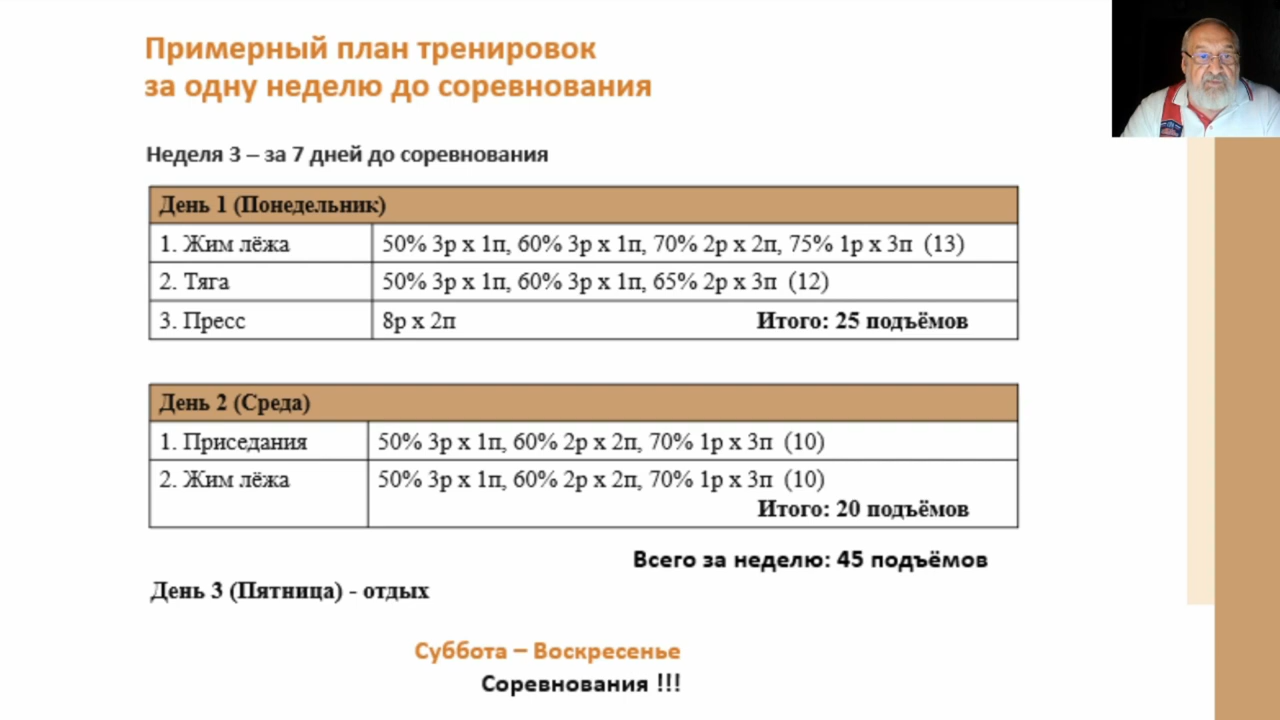 Примерный план тренировок
за одну неделю до соревнования
Неделя 3 – за 7 дней до соревнования
День 1 (Понедельник)
1. Жим лёжа 50% 3р х 1п, 60% 3р х 1п, 70% 2р х 2п, 75% 1р х 3п (13)
2. Тяга 50% 3р х 1п, 60% 3р х 1п, 65% 2р х 3п (12)
3. Пресс 8р х 2п Итого: 25 подъёмов
День 2 (Среда)
1. Приседания 50% 3р х 1п, 60% 2р х 2п, 70% 1р х 3п (10)
2. Жим лёжа 50% 3р х 1п, 60% 2р х 2п, 70% 1р х 3п (10)
Итого: 20 подъёмов
Всего за неделю: 45 подъёмов
День 3 (Пятница) - отдых
Суббота – Воскресенье
Соревнования !!!